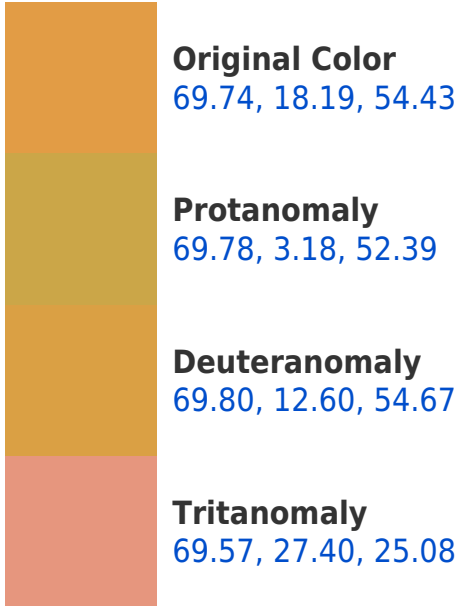 Original Color
69.74, 18.19, 54.43
Protanomaly
69.78, 3.18, 52.39
Deuteranomaly
69.80, 12.60, 54.67
Tritanomaly
69.57, 27.40, 25.08